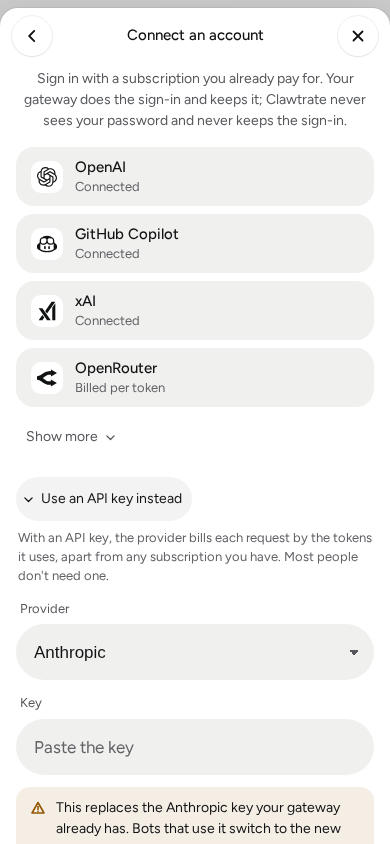 Connect an account
Sign in with a subscription you already pay for. Your
gateway does the sign-in and keeps it; Clawtrate never
sees your password and never keeps the sign-in.
OpenAI
Connected
GitHub Copilot
Connected
xAI
Connected
OpenRouter
Billed per token
Show more
Use an API key instead
With an API key, the provider bills each request by the tokens
it uses, apart from any subscription you have. Most people
don't need one.
Provider
Anthropic
Key
Paste the key
This replaces the Anthropic key your gateway
already has. Bots that use it switch to the new